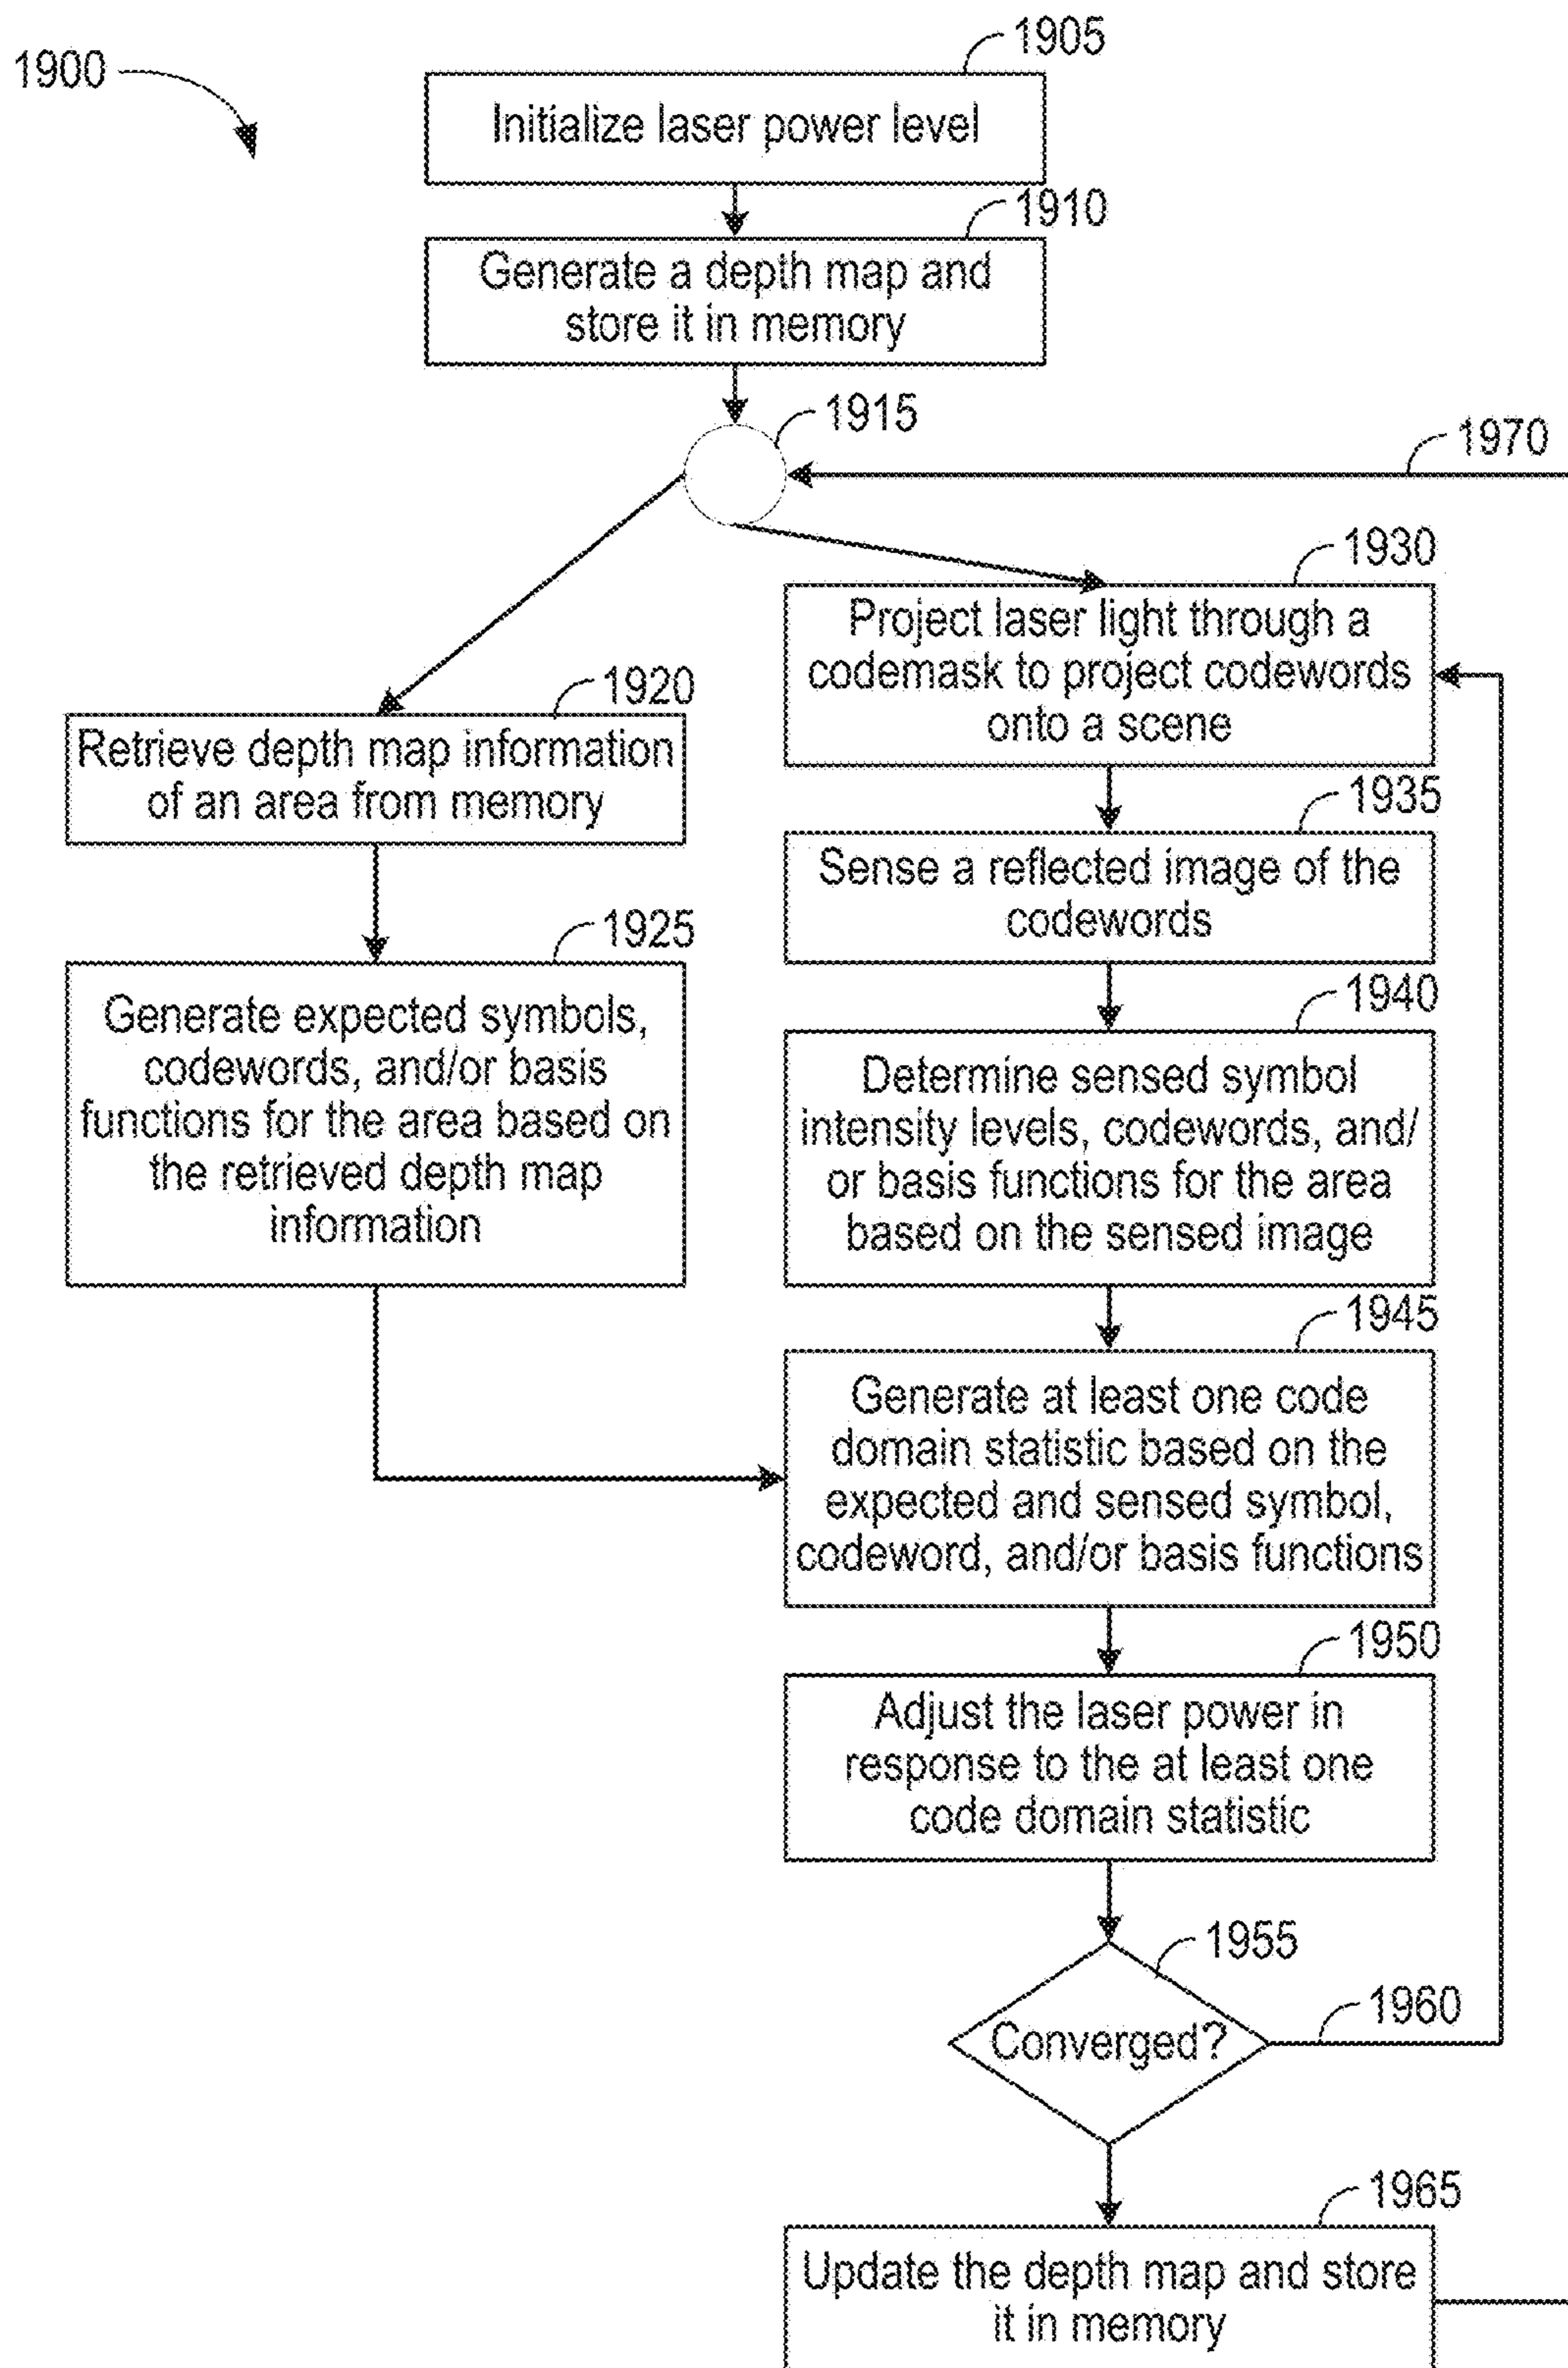 1900
1905
Initialize laser power level
1910
Generate a depth map and
store it in memory
1915
1970
1930
Project laser light through a
codemask to project codewords
onto a scene
1920
Retrieve depth map information
of an area from memory
1935
Sense a reflected image of the
codewords
1925
Generate expected symbols,
codewords, and/or basis
functions for the area based on
the retrieved depth map
information
1940
Determine sensed symbol
intensity levels, codewords, and/
or basis functions for the area
based on the sensed image
1945
Generate at least one code
domain statistic based on the
expected and sensed symbol,
codeword, and/or basis functions
1950
Adjust the laser power in
response to the at least one
code domain statistic
1955
Converged?
1960
1965
Update the depth map and store
it in memory